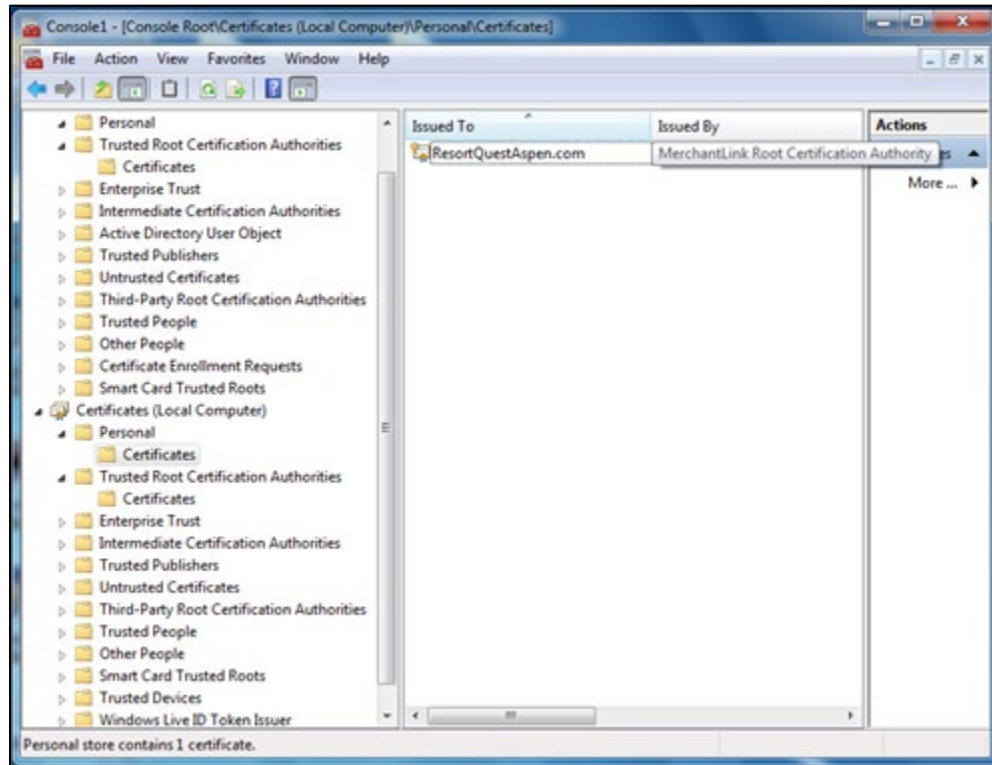 Console1 - [Console Root\Certificates (Local Computer)\Personal\Certificates]
File Action View Favorites Window Help
Personal
Trusted Root Certification Authorities
Certificates
Enterprise Trust
Intermediate Certification Authorities
Active Directory User Object
Trusted Publishers
Untrusted Certificates
Third-Party Root Certification Authorities
Trusted People
Other People
Certificate Enrollment Requests
Smart Card Trusted Roots
Certificates (Local Computer)
Personal
Certificates
Trusted Root Certification Authorities
Certificates
Enterprise Trust
Intermediate Certification Authorities
Trusted Publishers
Untrusted Certificates
Third-Party Root Certification Authorities
Trusted People
Other People
Smart Card Trusted Roots
Trusted Devices
Windows Live ID Token Issuer
Issued To Issued By
ResortQuestAspen.com MerchantLink Root Certification Authority
Actions
More ...
Personal store contains 1 certificate.